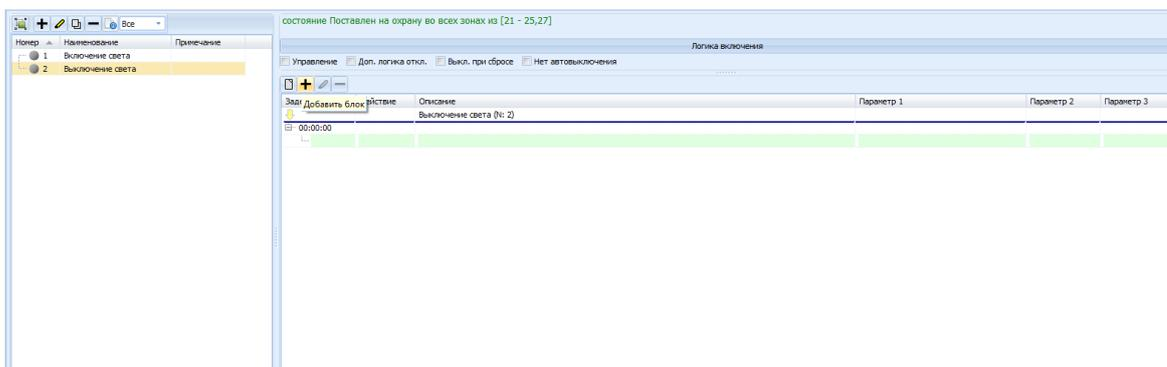 состояние Поставлен на охрану во всех зонах из [21 - 25,27]
Все
Номер Наименование Примечание
1 Включение света
2 Выключение света
Логика включения
Управление Доп. логика откл. Выкл. при сбросе Нет автовыключения
Добавить блок
Описание Параметр 1 Параметр 2 Параметр 3
Выключение света (N: 2)
00:00:00